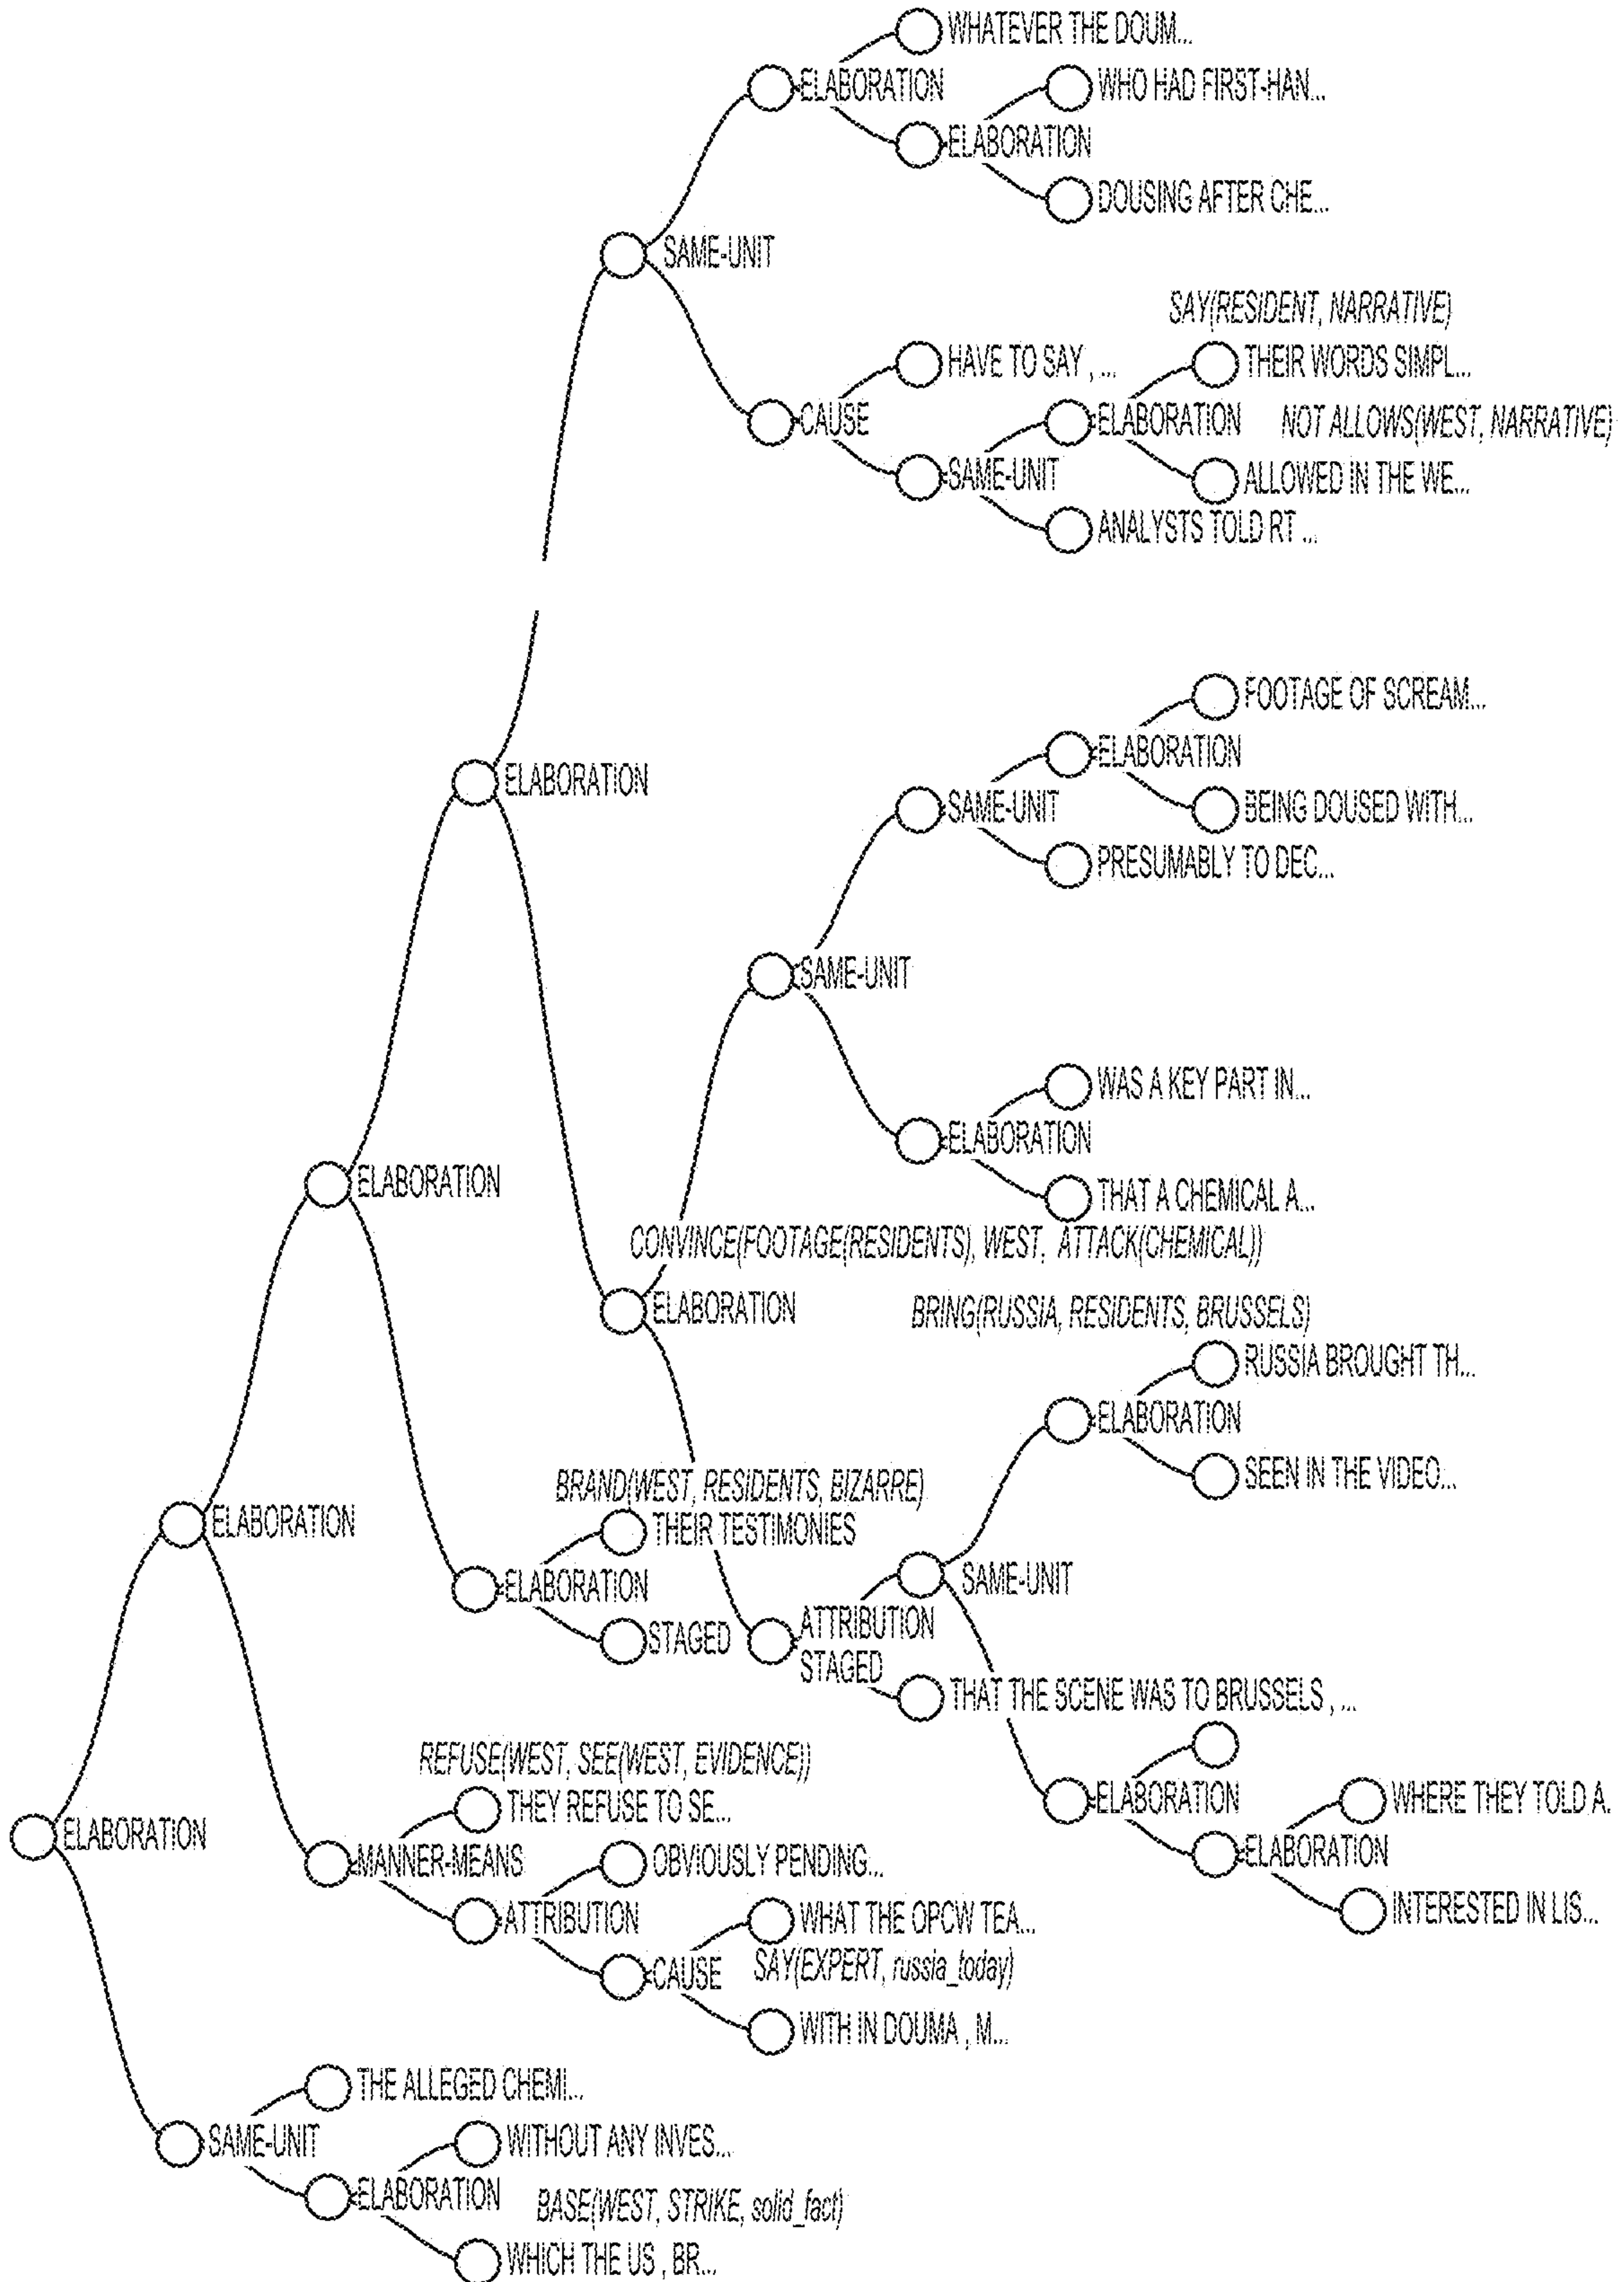 WHATEVER THE DOUM...
ELABORATION
WHO HAD FIRST-HAN...
ELABORATION
DOUSING AFTER CHE...
SAME-UNIT
SAY(RESIDENT, NARRATIVE)
HAVE TO SAY , ...
THEIR WORDS SIMPL...
CAUSE
ELABORATION
NOT ALLOWS(WEST, NARRATIVE)
SAME-UNIT
ALLOWED IN THE WE...
ANALYSTS TOLD RT ...
FOOTAGE OF SCREAM...
ELABORATION
ELABORATION
SAME-UNIT
BEING DOUSED WITH...
PRESUMABLY TO DEC...
SAME-UNIT
WAS A KEY PART IN...
ELABORATION
ELABORATION
THAT A CHEMICAL A...
CONVINCE(FOOTAGE(RESIDENTS), WEST, ATTACK(CHEMICAL))
ELABORATION
BRING(RUSSIA, RESIDENTS, BRUSSELS)
RUSSIA BROUGHT TH...
ELABORATION
SEEN IN THE VIDEO...
BRAND(WEST, RESIDENTS, BIZARRE)
ELABORATION
THEIR TESTIMONIES
ELABORATION
SAME-UNIT
STAGED
ATTRIBUTION
STAGED
THAT THE SCENE WAS TO BRUSSELS , ...
REFUSE(WEST, SEE(WEST, EVIDENCE))
THEY REFUSE TO SE...
ELABORATION
WHERE THEY TOLD A.
ELABORATION
MANNER-MEANS
OBVIOUSLY PENDING...
ELABORATION
ATTRIBUTION
WHAT THE OPCW TEA...
INTERESTED IN LIS...
CAUSE
SAY(EXPERT, russia_today)
WITH IN DOUMA , M...
THE ALLEGED CHEMI...
SAME-UNIT
WITHOUT ANY INVES...
ELABORATION
BASE(WEST, STRIKE, solid_fact)
WHICH THE US , BR...